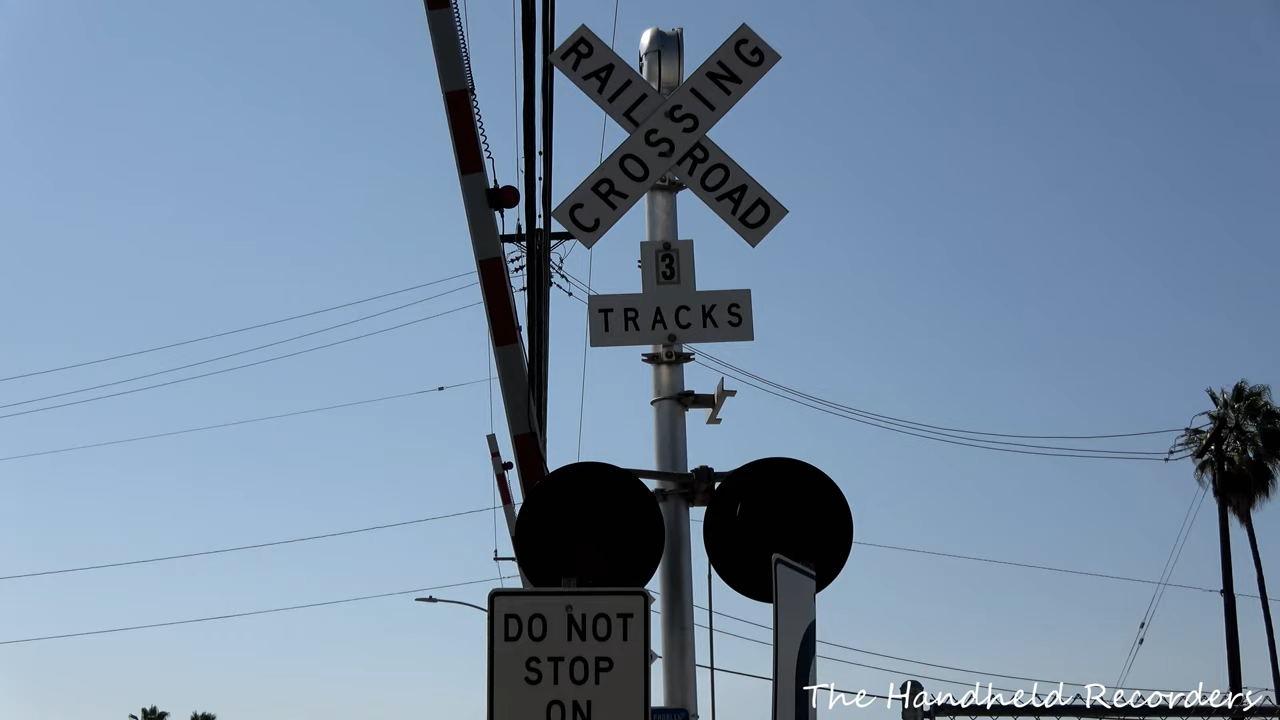 RAILROAD
CROSSING
3
TRACKS
DO NOT
STOP
ON
The Handheld Recorders